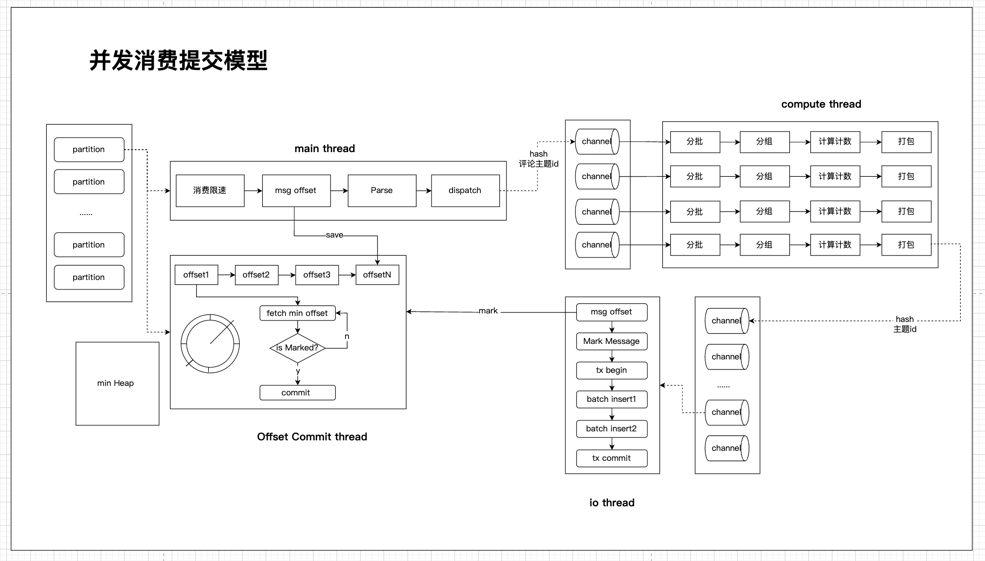 并发消费提交模型
partition
partition
......
partition
partition
min Heap
main thread
消费限速
msg offset
Parse
dispatch
save
offset1
offset2
offset3
offsetN
fetch min offset
is Marked?
n
y
commit
Offset Commit thread
hash
评论主题id
channel
channel
channel
channel
compute thread
分批
分组
计算计数
打包
分批
分组
计算计数
打包
分批
分组
计算计数
打包
分批
分组
计算计数
打包
hash
主题id
channel
channel
......
channel
channel
mark
msg offset
Mark Message
tx begin
batch insert1
batch insert2
tx commit
io thread